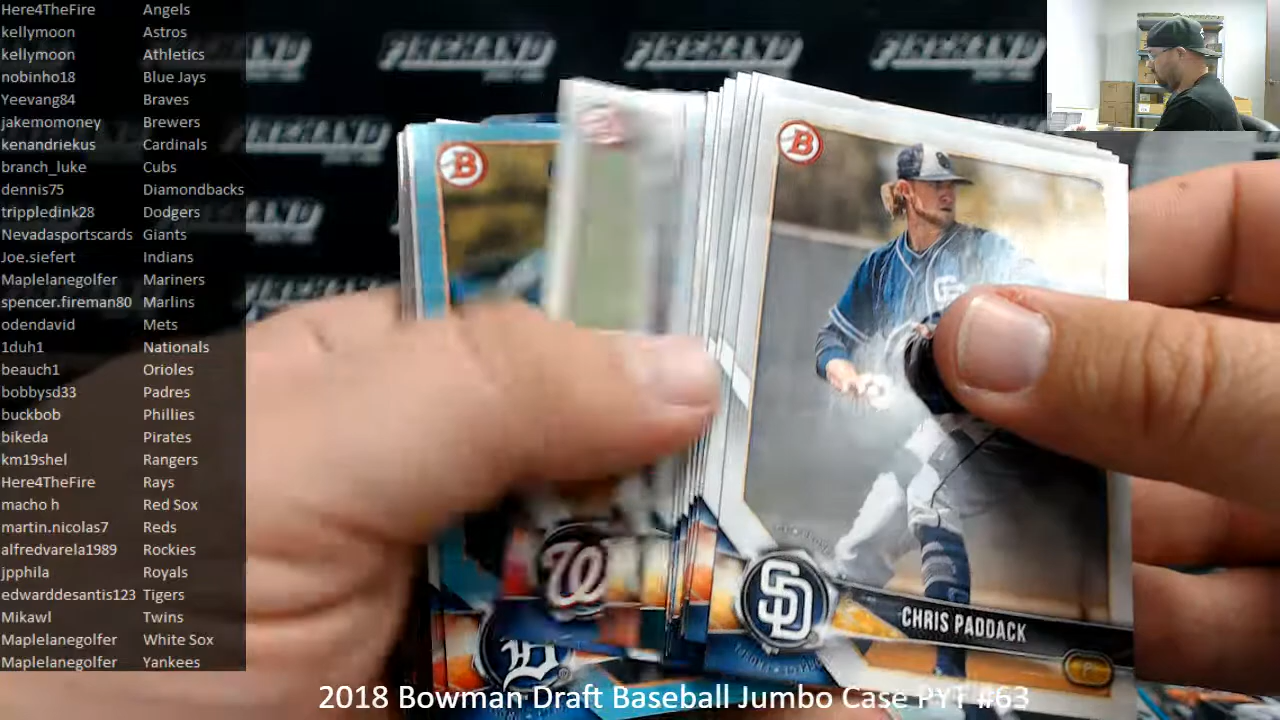 Here4TheFire Angels
kellymoon Astros
kellymoon Athletics
nobinho18 Blue Jays
Yeevang84 Braves
jakemomoney Brewers
kenandriekus Cardinals
branch_luke Cubs
dennis75 Diamondbacks
trippledink28 Dodgers
Nevadasportscards Giants
Joe.siefert Indians
Maplelanegolfer Mariners
spencer.fireman80 Marlins
odendavid Mets
1duh1 Nationals
beauch1 Orioles
bobbysd33 Padres
buckbob Phillies
bikeda Pirates
km19shel Rangers
Here4TheFire Rays
macho h Red Sox
martin.nicolas7 Reds
alfredvarela1989 Rockies
jpphila Royals
edwarddesantis123 Tigers
Mikawl Twins
Maplelanegolfer White Sox
Maplelanegolfer Yankees
B
B
W
D
SD
CHRIS PADDACK
P
2018 Bowman Draft Baseball Jumbo Case PYT #63